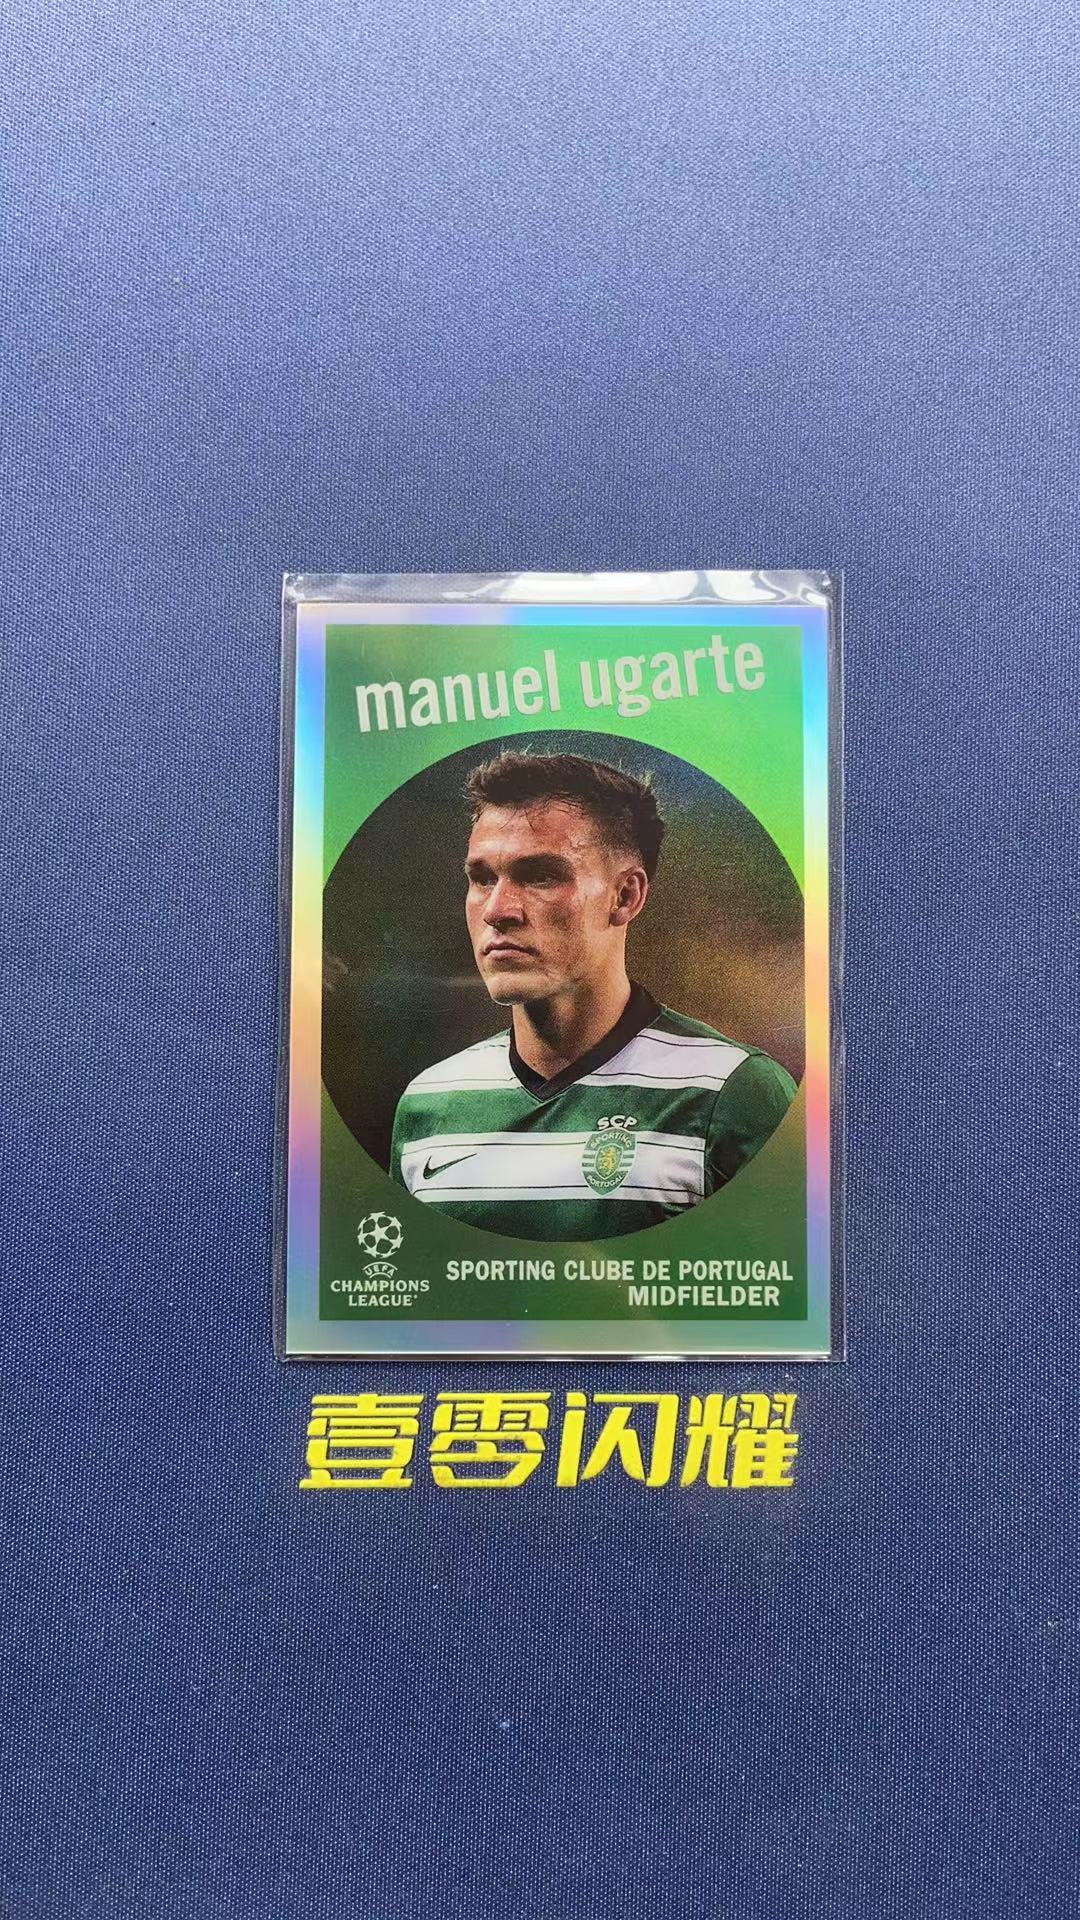 manuel ugarte
SCP
SPORTING
PORTUGAL
UEFA
CHAMPIONS
LEAGUE®
SPORTING CLUBE DE PORTUGAL
MIDFIELDER
壹零闪耀